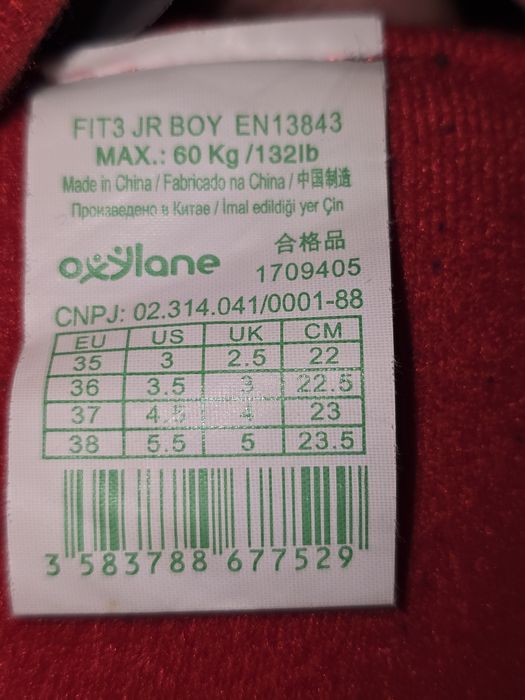 FIT3 JR BOY EN13843
MAX.: 60 Kg /132lb
Made in China / Fabricado na China / 中国制造
Произведено в Китае / İmal edildiği yer Çin
oxylane 合格品
1709405
CNPJ: 02.314.041/0001-88
EU US UK CM
35 3 2.5 22
36 3.5 3 22.5
37 4.5 4 23
38 5.5 5 23.5
3 583788 677529